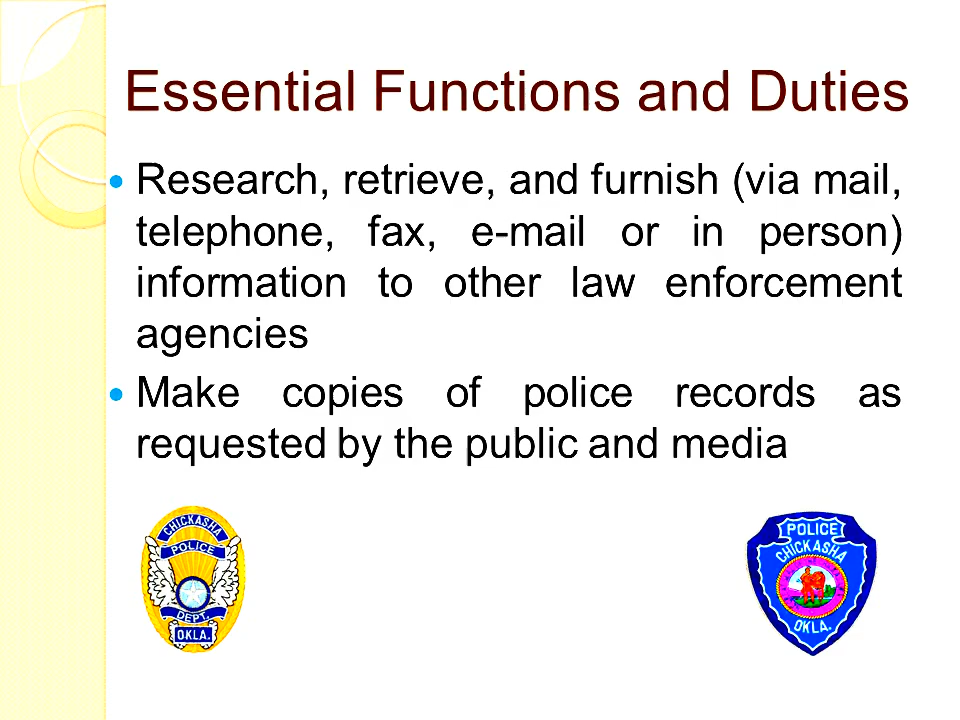 Essential Functions and Duties
Research, retrieve, and furnish (via mail,
telephone, fax, e-mail or in person)
information to other law enforcement
agencies
Make copies of police records as
requested by the public and media
CHICKASHA
POLICE
DEPT.
OKLA.
POLICE
CHICKASHA
OKLA.